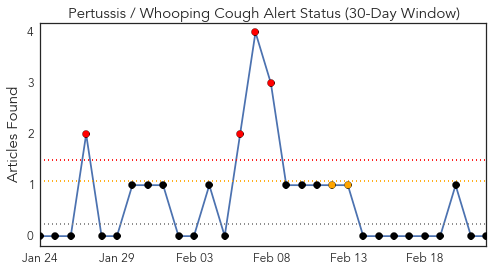 Pertussis / Whooping Cough Alert Status (30-Day Window)
Articles Found
4
3
2
1
0
Jan 24 Jan 29 Feb 03 Feb 08 Feb 13 Feb 18